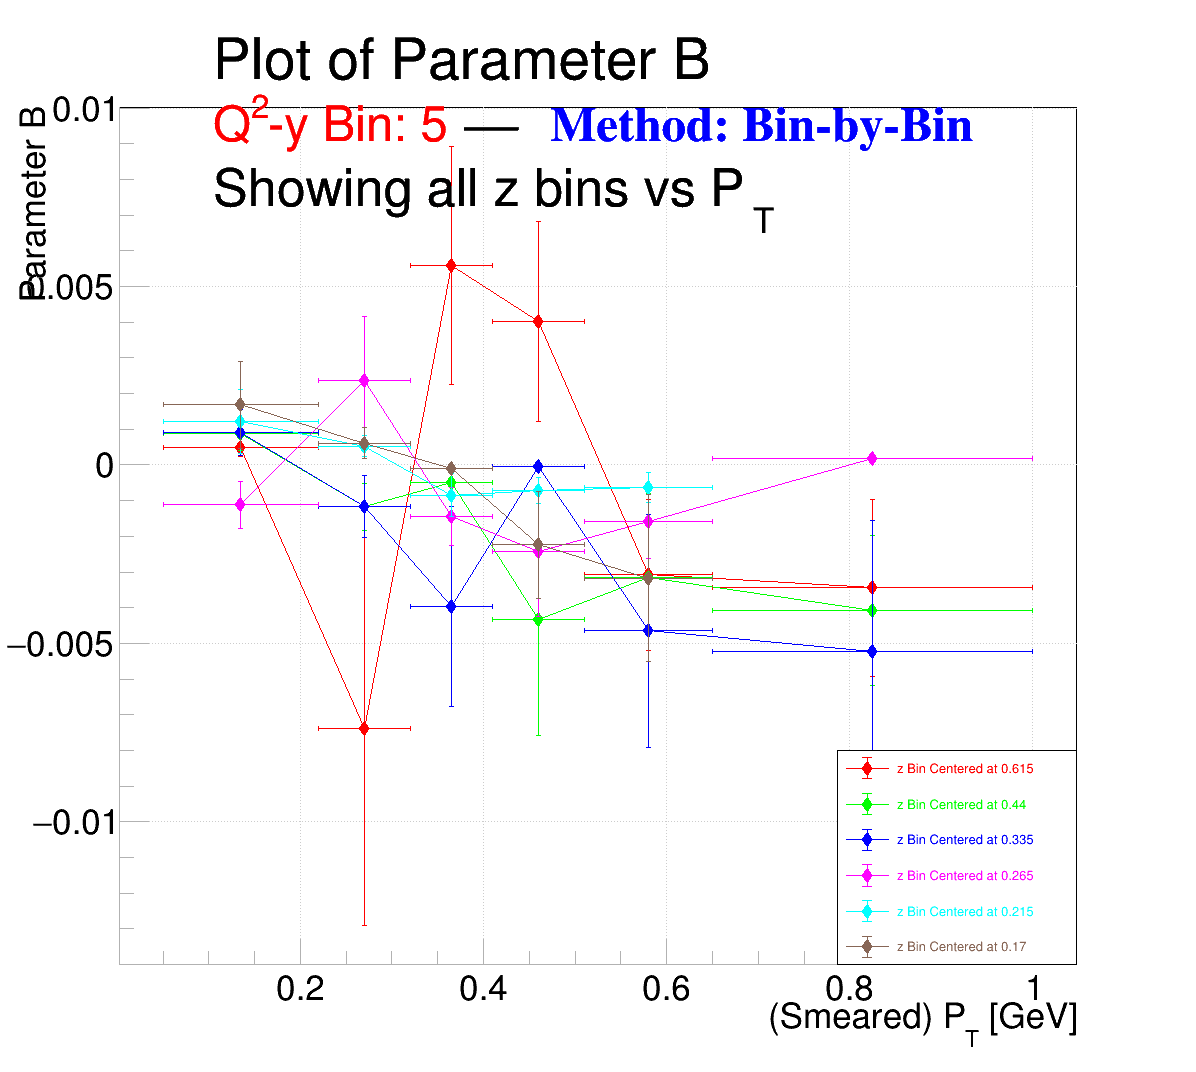 Plot of Parameter B
Q²-y Bin: 5 — Method: Bin-by-Bin
Showing all z bins vs P_T
Parameter B
0.01
0.005
0
−0.005
−0.01
0.2 0.4 0.6 0.8 1
(Smeared) P_T [GeV]
z Bin Centered at 0.615
z Bin Centered at 0.44
z Bin Centered at 0.335
z Bin Centered at 0.265
z Bin Centered at 0.215
z Bin Centered at 0.17